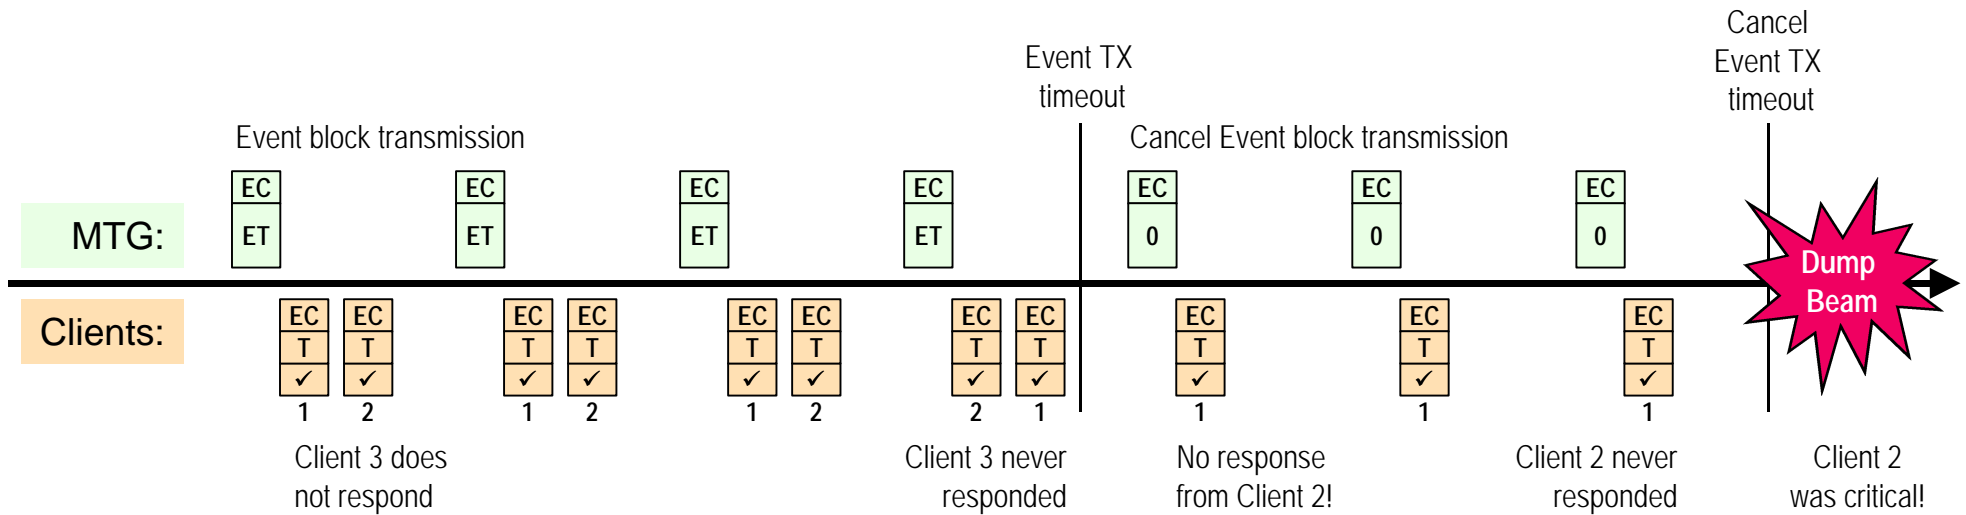 Cancel
Event TX
timeout
Event TX
timeout
Event block transmission
Cancel Event block transmission
MTG:
EC
ET
EC
ET
EC
ET
EC
ET
EC
0
EC
0
EC
0
Dump
Beam
Clients:
EC
T
✓
1
EC
T
✓
2
EC
T
✓
1
EC
T
✓
2
EC
T
✓
1
EC
T
✓
2
EC
T
✓
2
EC
T
✓
1
EC
T
✓
1
EC
T
✓
1
EC
T
✓
1
Client 3 does
not respond
Client 3 never
responded
No response
from Client 2!
Client 2 never
responded
Client 2
was critical!